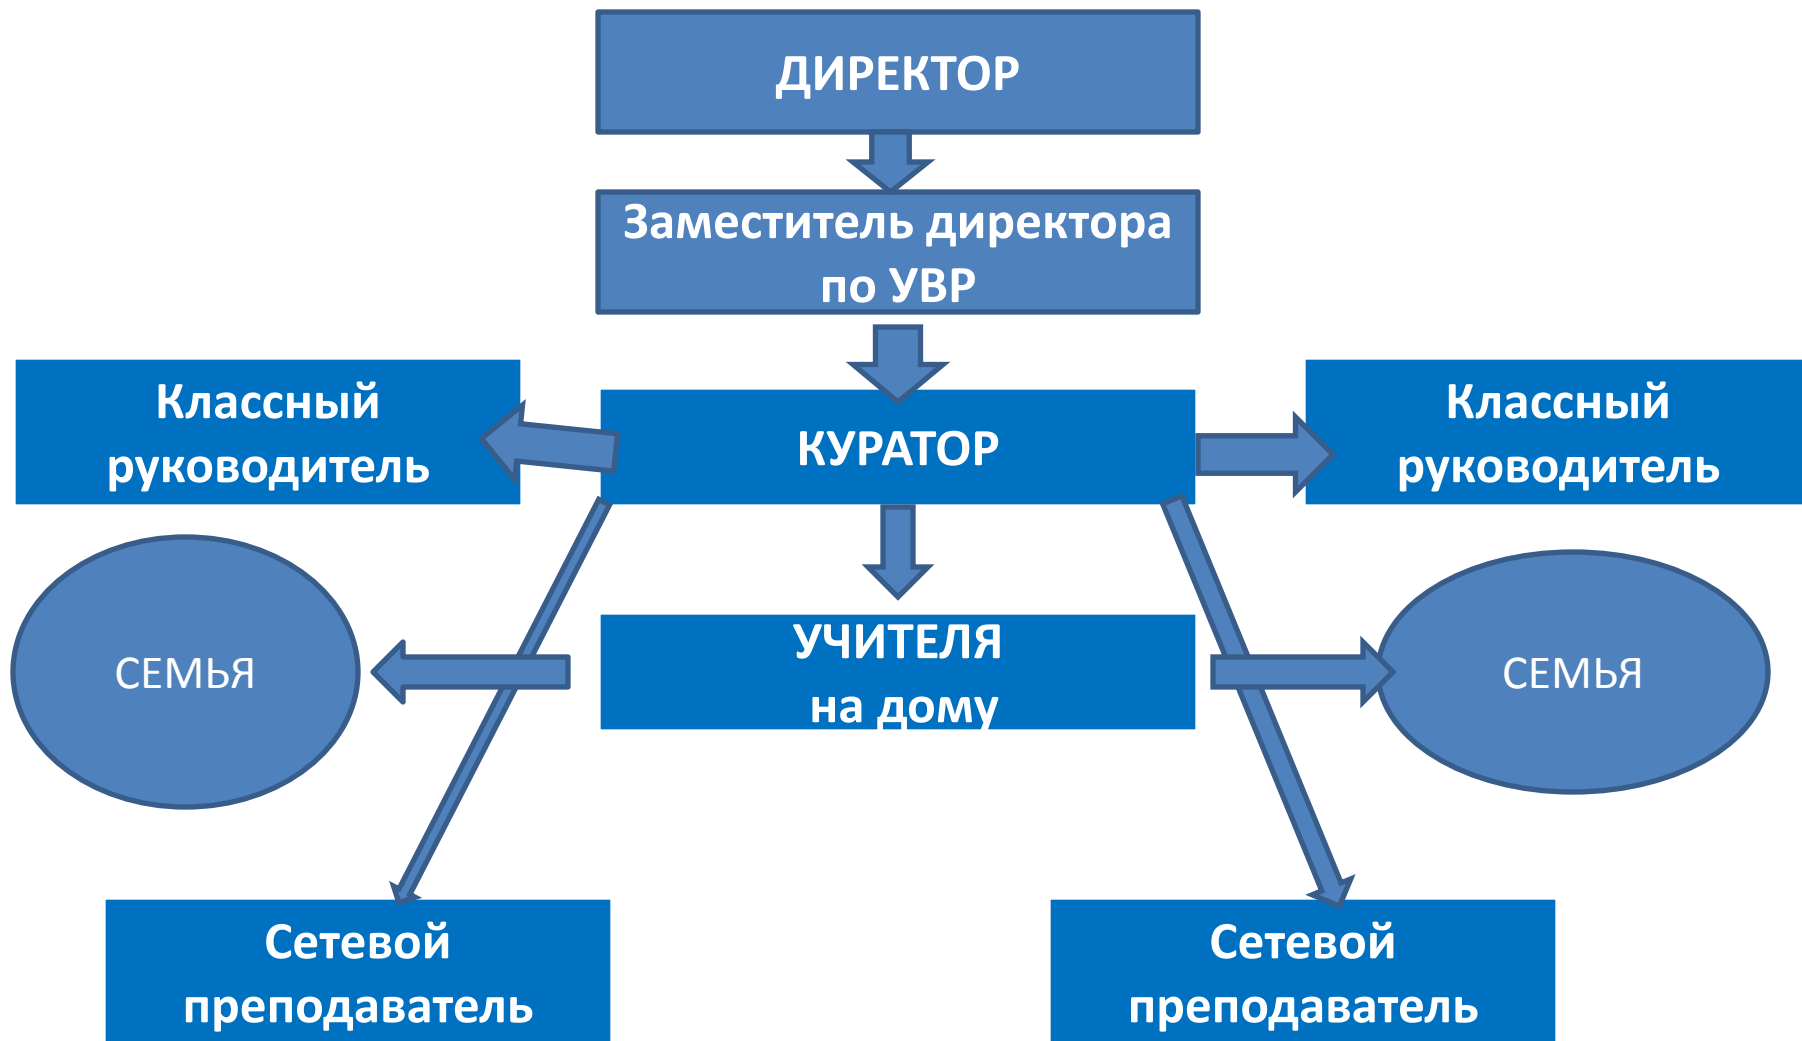 ДИРЕКТОР
Заместитель директора
по УВР
Классный
руководитель
КУРАТОР
Классный
руководитель
СЕМЬЯ
УЧИТЕЛЯ
на дому
СЕМЬЯ
Сетевой
преподаватель
Сетевой
преподаватель